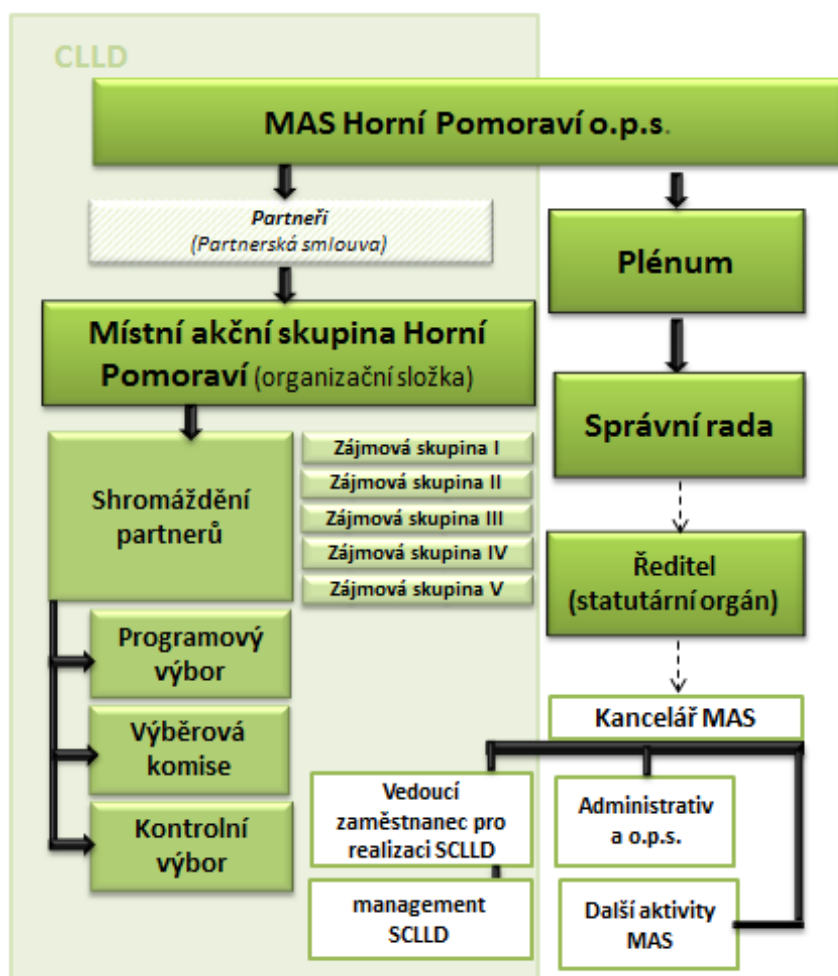 CLLD
MAS Horní Pomoraví o.p.s.
Partneři
(Partnerská smlouva)
Místní akční skupina Horní
Pomoraví (organizační složka)
Shromáždění
partnerů
Zájmová skupina I
Zájmová skupina II
Zájmová skupina III
Zájmová skupina IV
Zájmová skupina V
Programový
výbor
Výběrová
komise
Kontrolní
výbor
Plénum
Správní rada
Ředitel
(statutární orgán)
Kancelář MAS
Vedoucí
zaměstnanec pro
realizaci SCLLD
management
SCLLD
Administrativ
a o.p.s.
Další aktivity
MAS